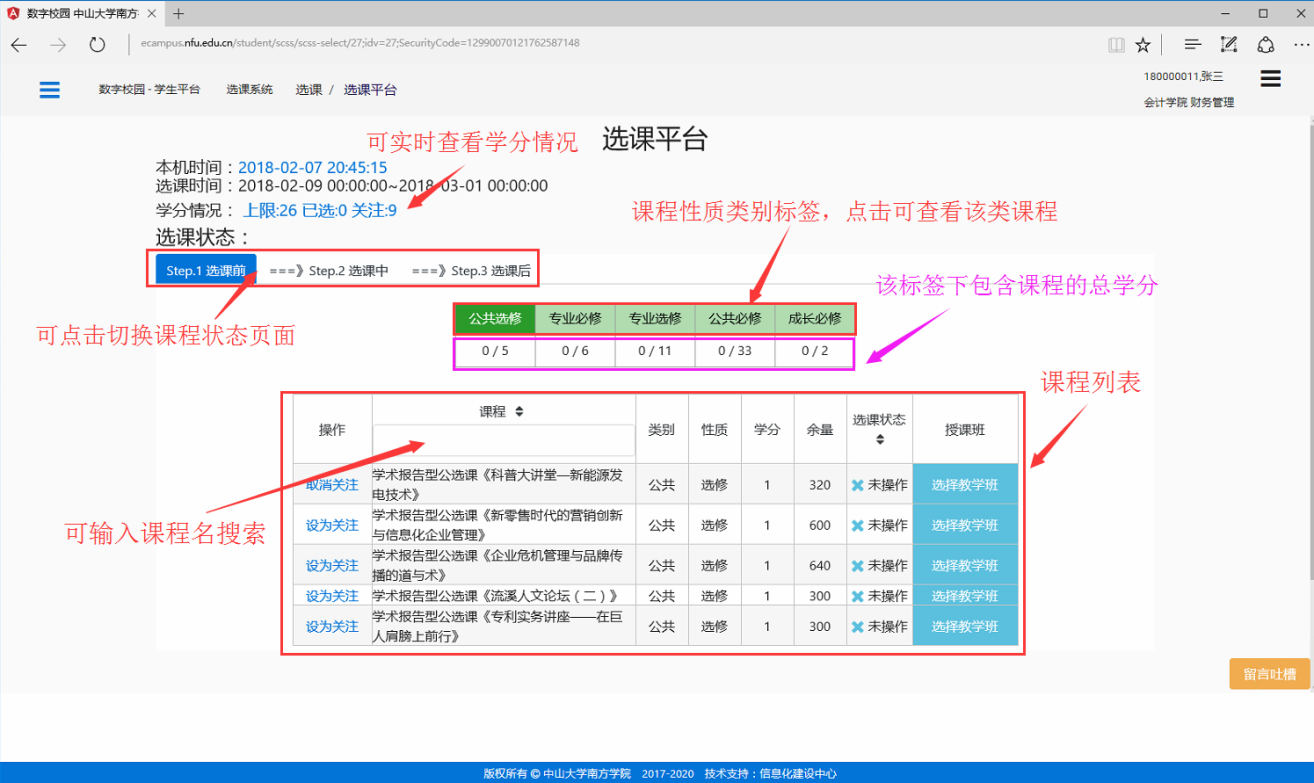 数字校园 中山大学南方
ecampus.nfu.edu.cn/student/scss/scss-select/27;idv=27;SecurityCode=12990070121762587148
数字校园 - 学生平台 选课系统 选课 / 选课平台
180000011,张三
会计学院 财务管理
可实时查看学分情况
选课平台
本机时间：2018-02-07 20:45:15
选课时间：2018-02-09 00:00:00~2018-03-01 00:00:00
学分情况： 上限:26 已选:0 关注:9
课程性质类别标签，点击可查看该类课程
选课状态：
Step.1 选课前 ===》Step.2 选课中 ===》Step.3 选课后
该标签下包含课程的总学分
公共选修 专业必修 专业选修 公共必修 成长必修
可点击切换课程状态页面
0 / 5 0 / 6 0 / 11 0 / 33 0 / 2
课程列表
操作 课程 类别 性质 学分 余量 选课状态 授课班
取消关注 学术报告型公选课《科普大讲堂—新能源发
电技术》 公共 选修 1 320 未操作 选择教学班
可输入课程名搜索
设为关注 学术报告型公选课《新零售时代的营销创新
与信息化企业管理》 公共 选修 1 600 未操作 选择教学班
设为关注 学术报告型公选课《企业危机管理与品牌传
播的道与术》 公共 选修 1 640 未操作 选择教学班
设为关注 学术报告型公选课《流溪人文论坛（二）》 公共 选修 1 300 未操作 选择教学班
设为关注 学术报告型公选课《专利实务讲座——在巨
人肩膀上前行》 公共 选修 1 300 未操作 选择教学班
留言吐槽
版权所有 © 中山大学南方学院 2017-2020 技术支持：信息化建设中心